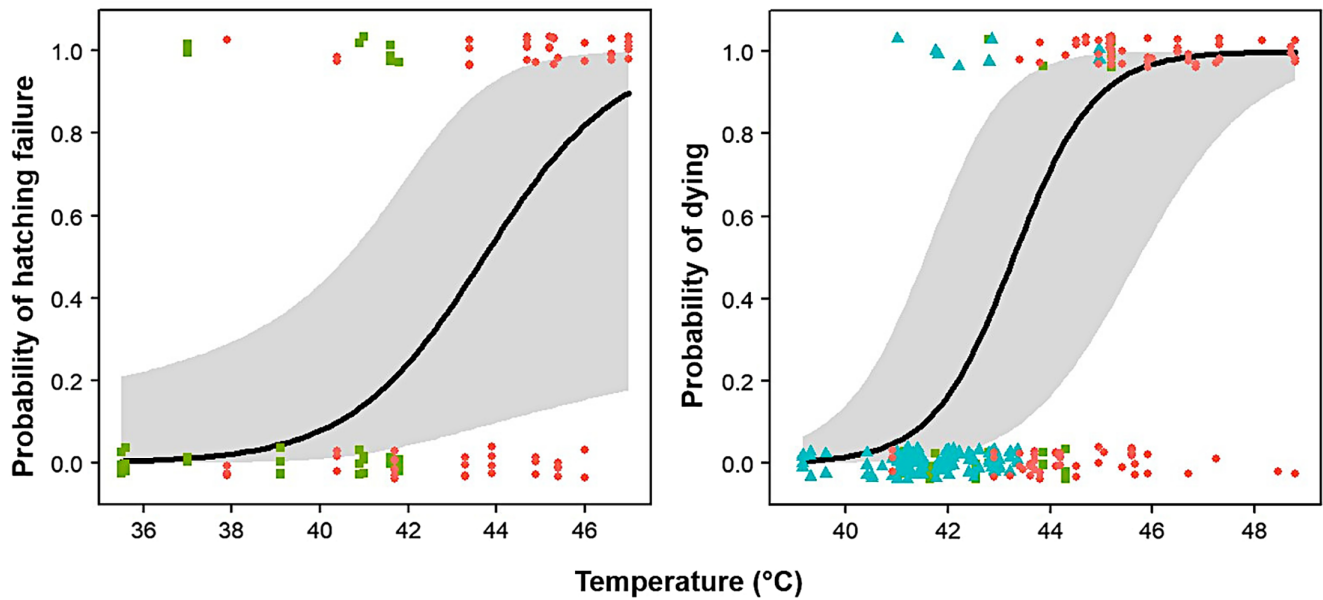 Probability of hatching failure
1.0
0.8
0.6
0.4
0.2
0.0
36 38 40 42 44 46
Probability of dying
1.0
0.8
0.6
0.4
0.2
0.0
40 42 44 46 48
Temperature (°C)